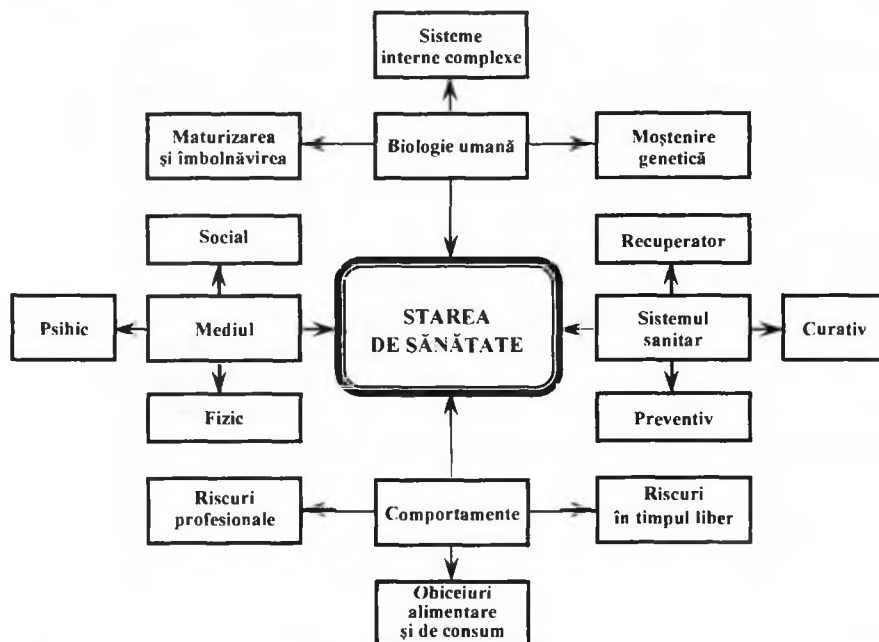 Sisteme
interne complexe
Maturizarea
și îmbolnăvirea
Biologie umană
Moștenire
genetică
Social
Recuperator
Psihic
Mediul
STAREA
DE SĂNĂTATE
Sistemul
sanitar
Curativ
Fizic
Preventiv
Riscuri
profesionale
Comportamente
Riscuri
în timpul liber
Obiceiuri
alimentare
și de consum